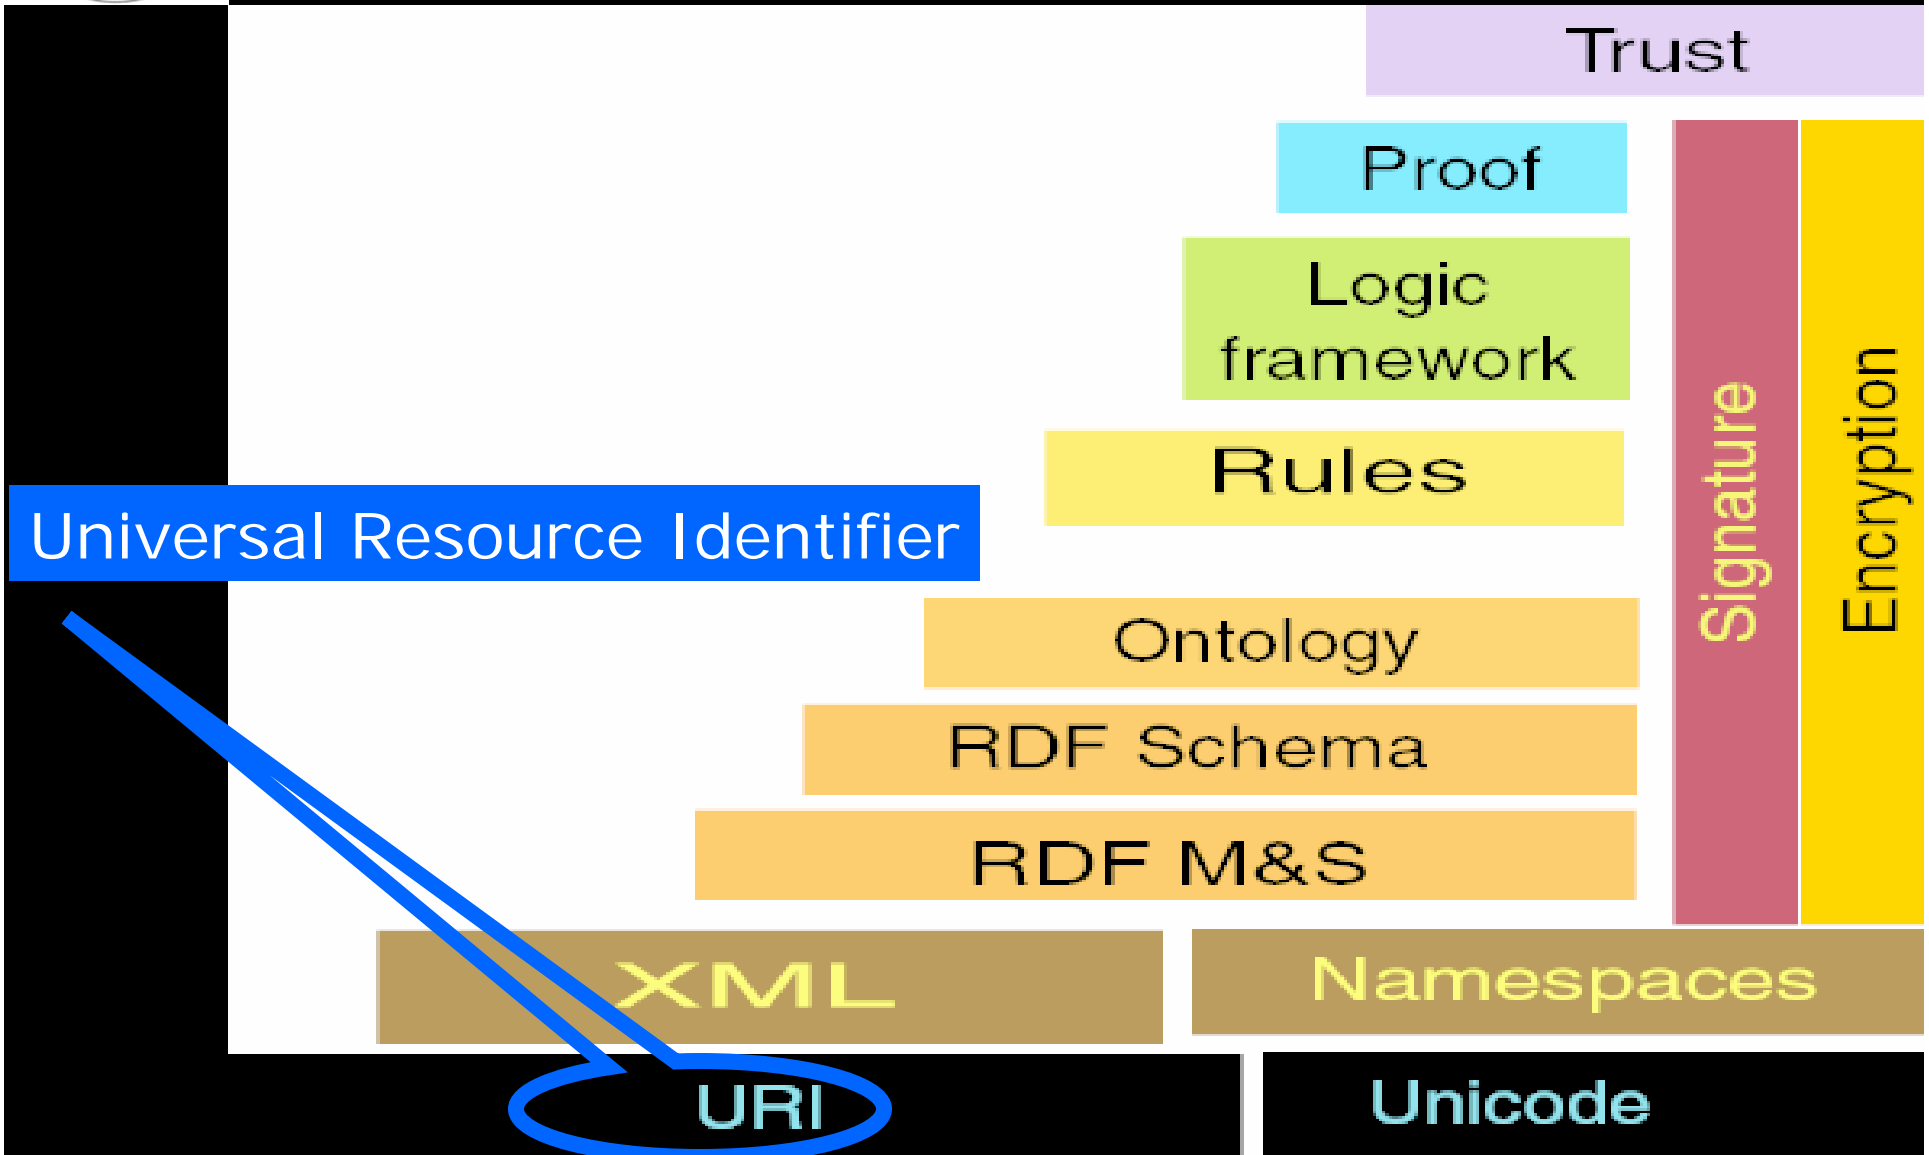 Trust
Proof
Logic
framework
Rules
Universal Resource Identifier
Ontology
RDF Schema
RDF M&S
Signature
Encryption
XML
Namespaces
URI
Unicode